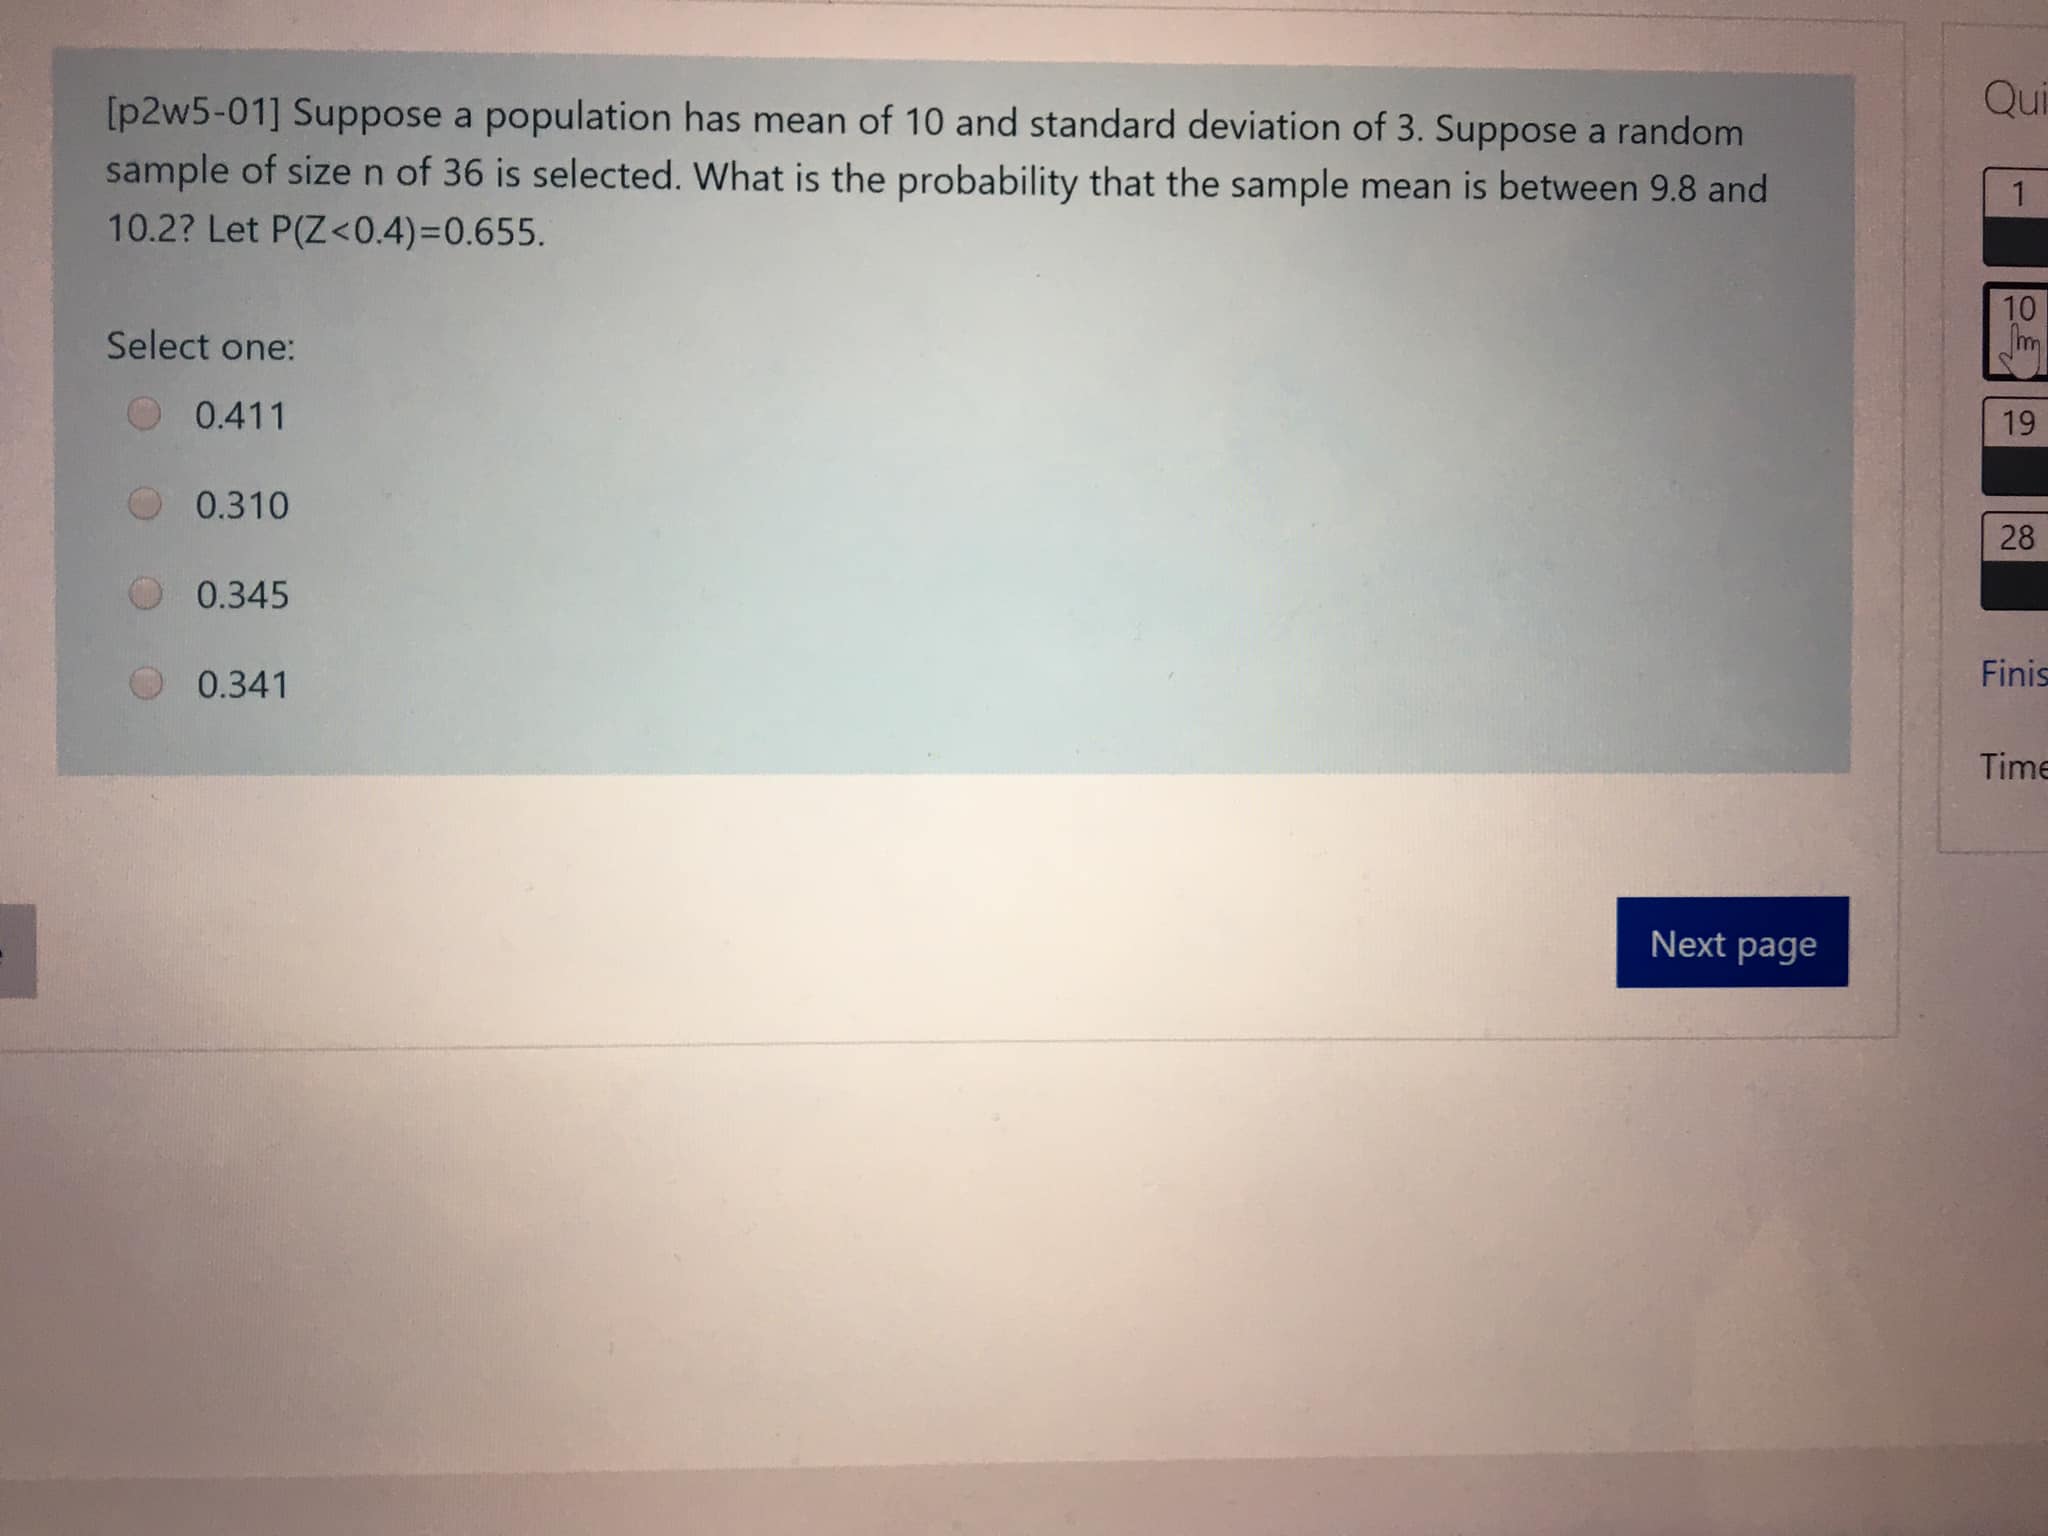 [p2w5-01] Suppose a population has mean of 10 and standard deviation of 3. Suppose a random
sample of size n of 36 is selected. What is the probability that the sample mean is between 9.8 and
10.2? Let P(Z<0.4)=0.655.
Select one:
0.411
0.310
0.345
0.341
Next page
Qui
1
10
19
28
Finis
Time